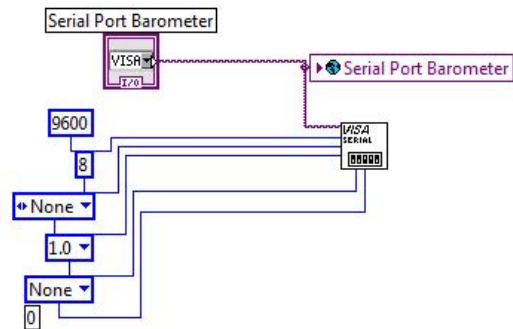 Serial Port Barometer
VISA
I/O
Serial Port Barometer
VISA
SERIAL
9600
8
None
1.0
None
0